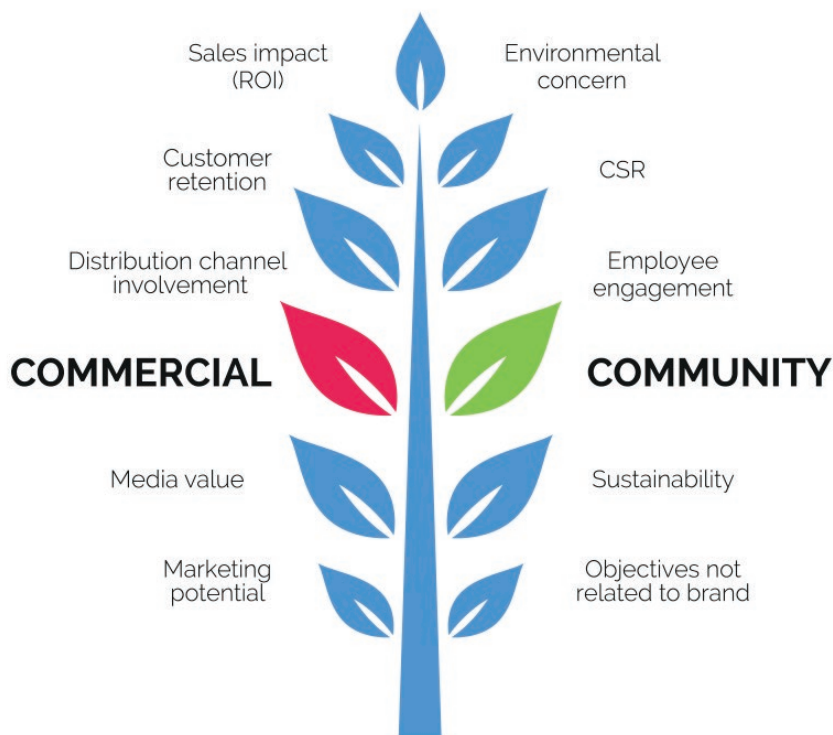 Sales impact
(ROI)
Environmental
concern
Customer
retention
CSR
Distribution channel
involvement
Employee
engagement
COMMERCIAL
COMMUNITY
Media value
Sustainability
Marketing
potential
Objectives not
related to brand